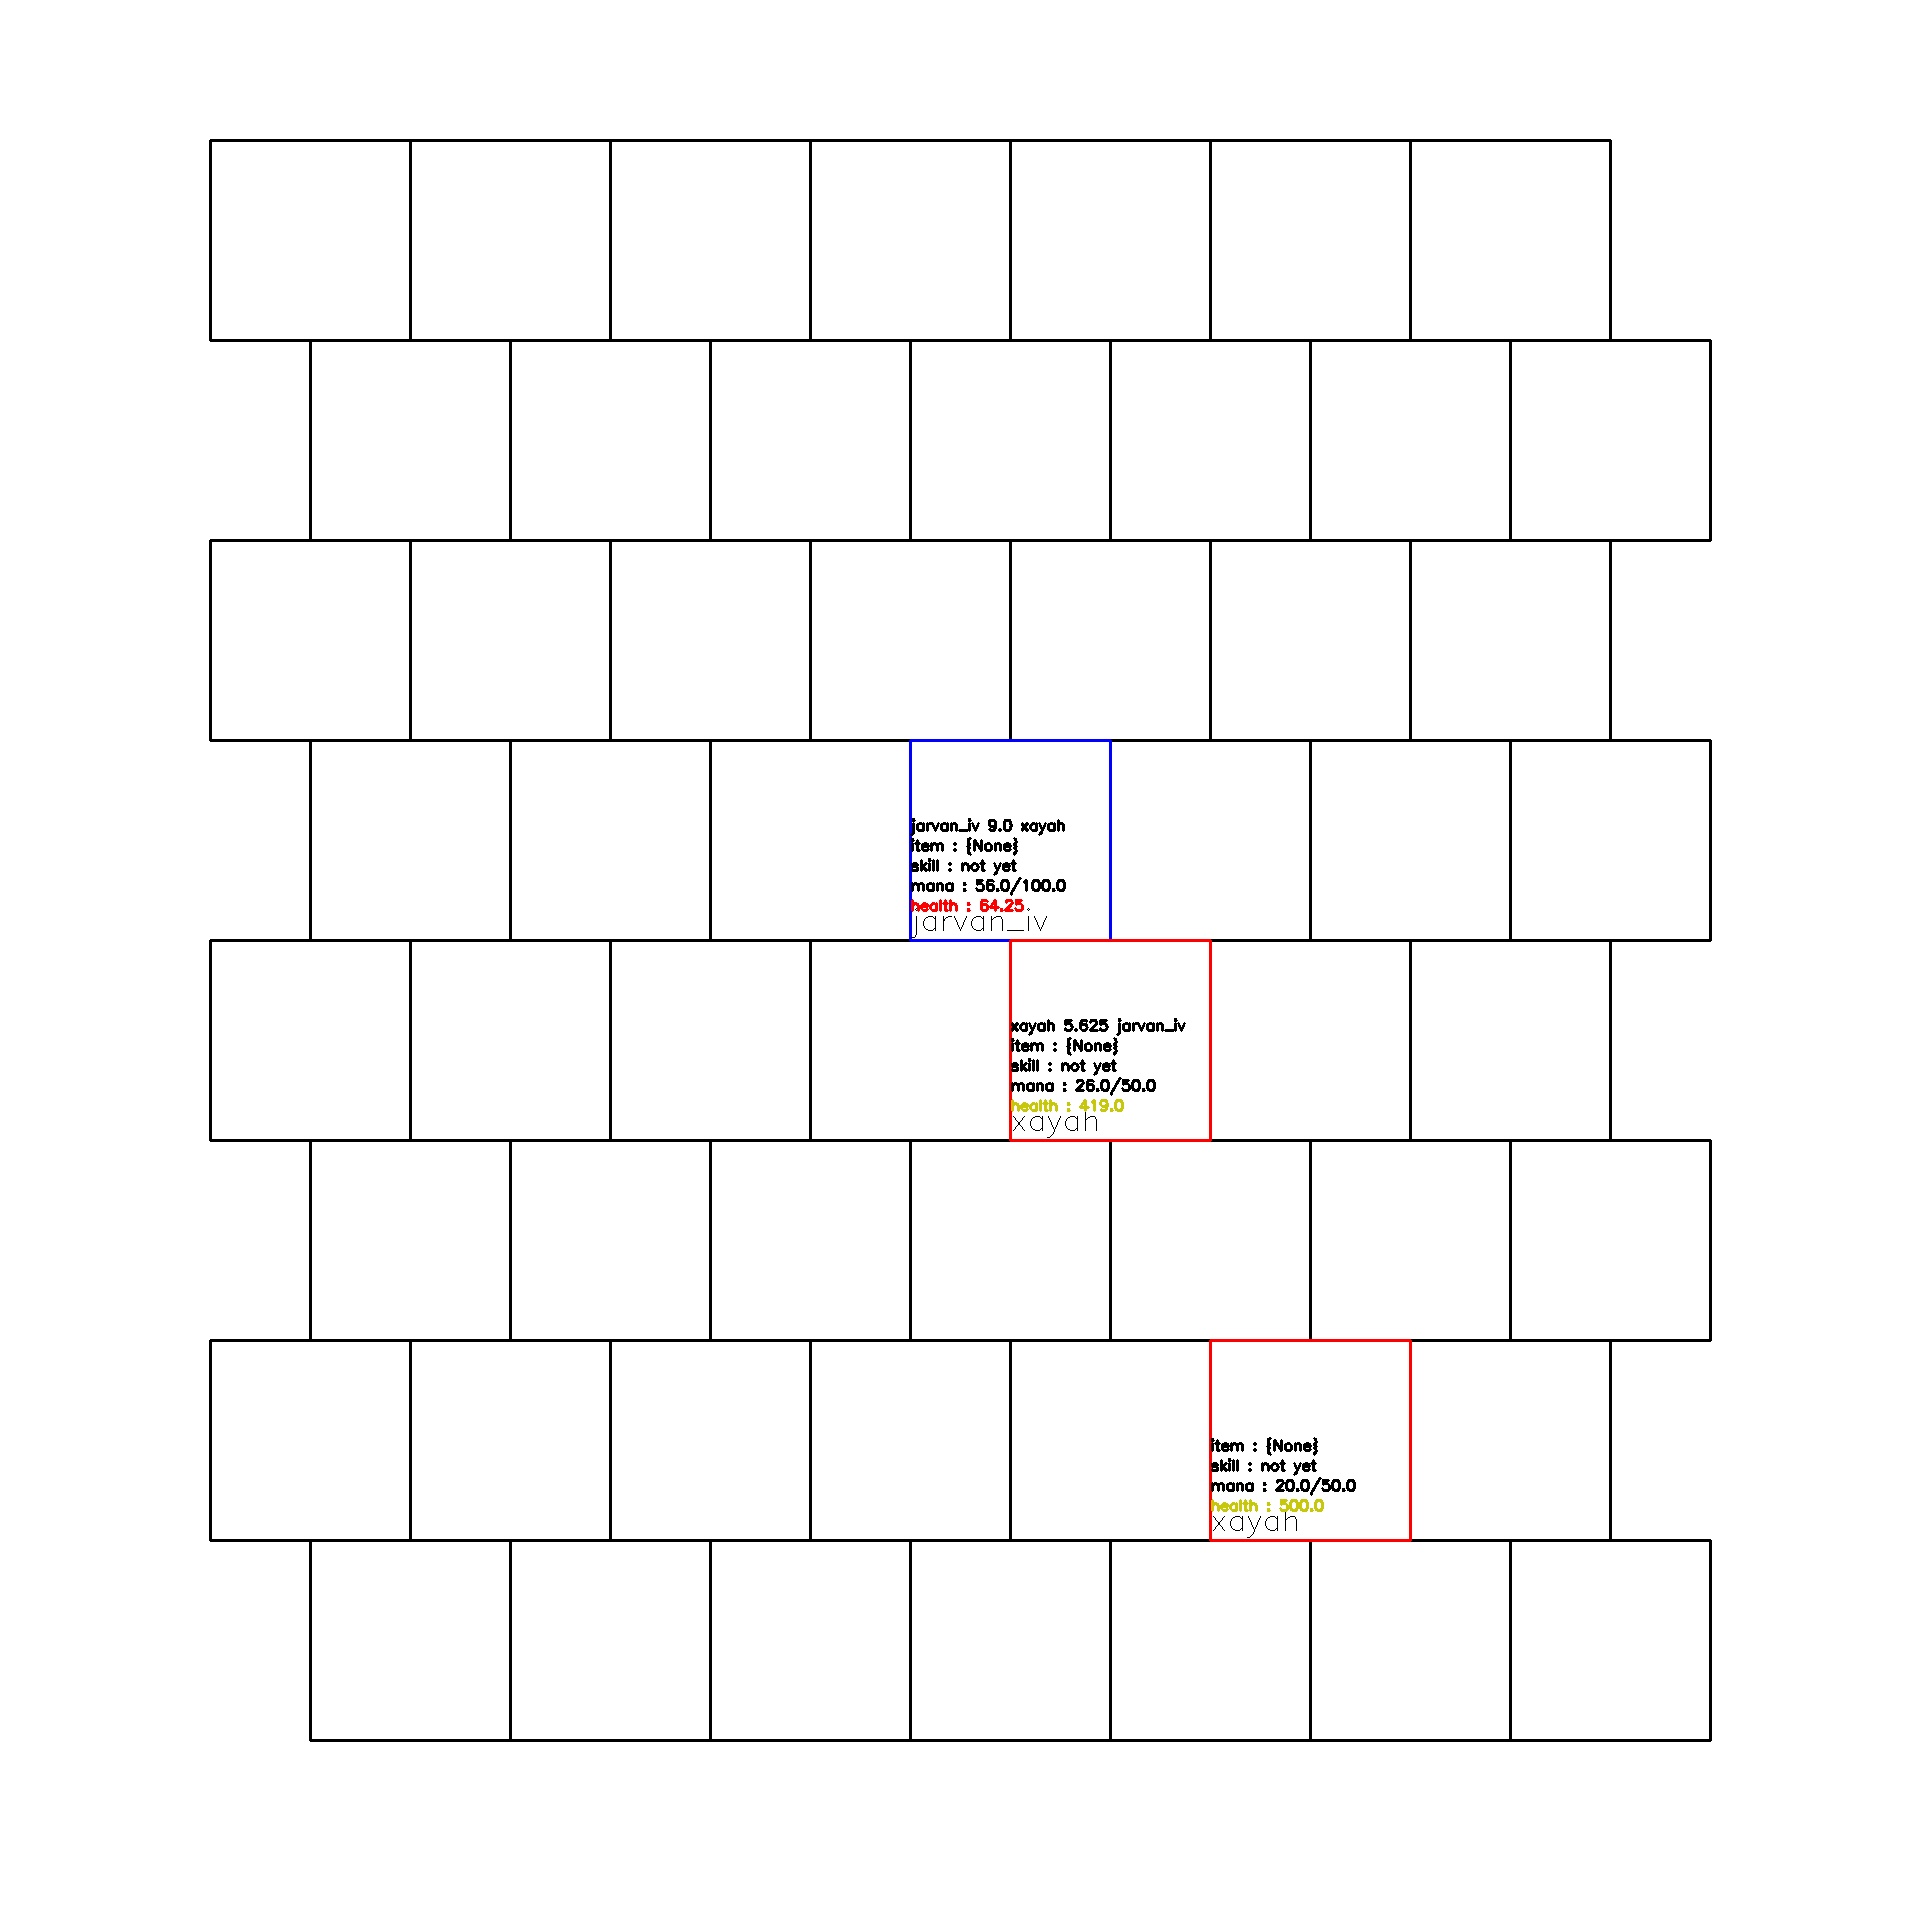 jarvan_iv 9.0 xayah
item : {None}
skill : not yet
mana : 56.0/100.0
health : 64.25
jarvan_iv
xayah 5.625 jarvan_iv
item : {None}
skill : not yet
mana : 26.0/50.0
health : 419.0
xayah
item : {None}
skill : not yet
mana : 20.0/50.0
health : 500.0
xayah